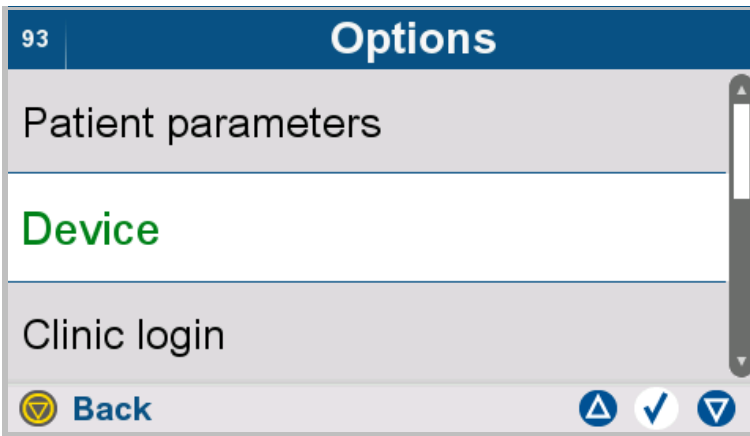 93 Options
Patient parameters
Device
Clinic login
Back